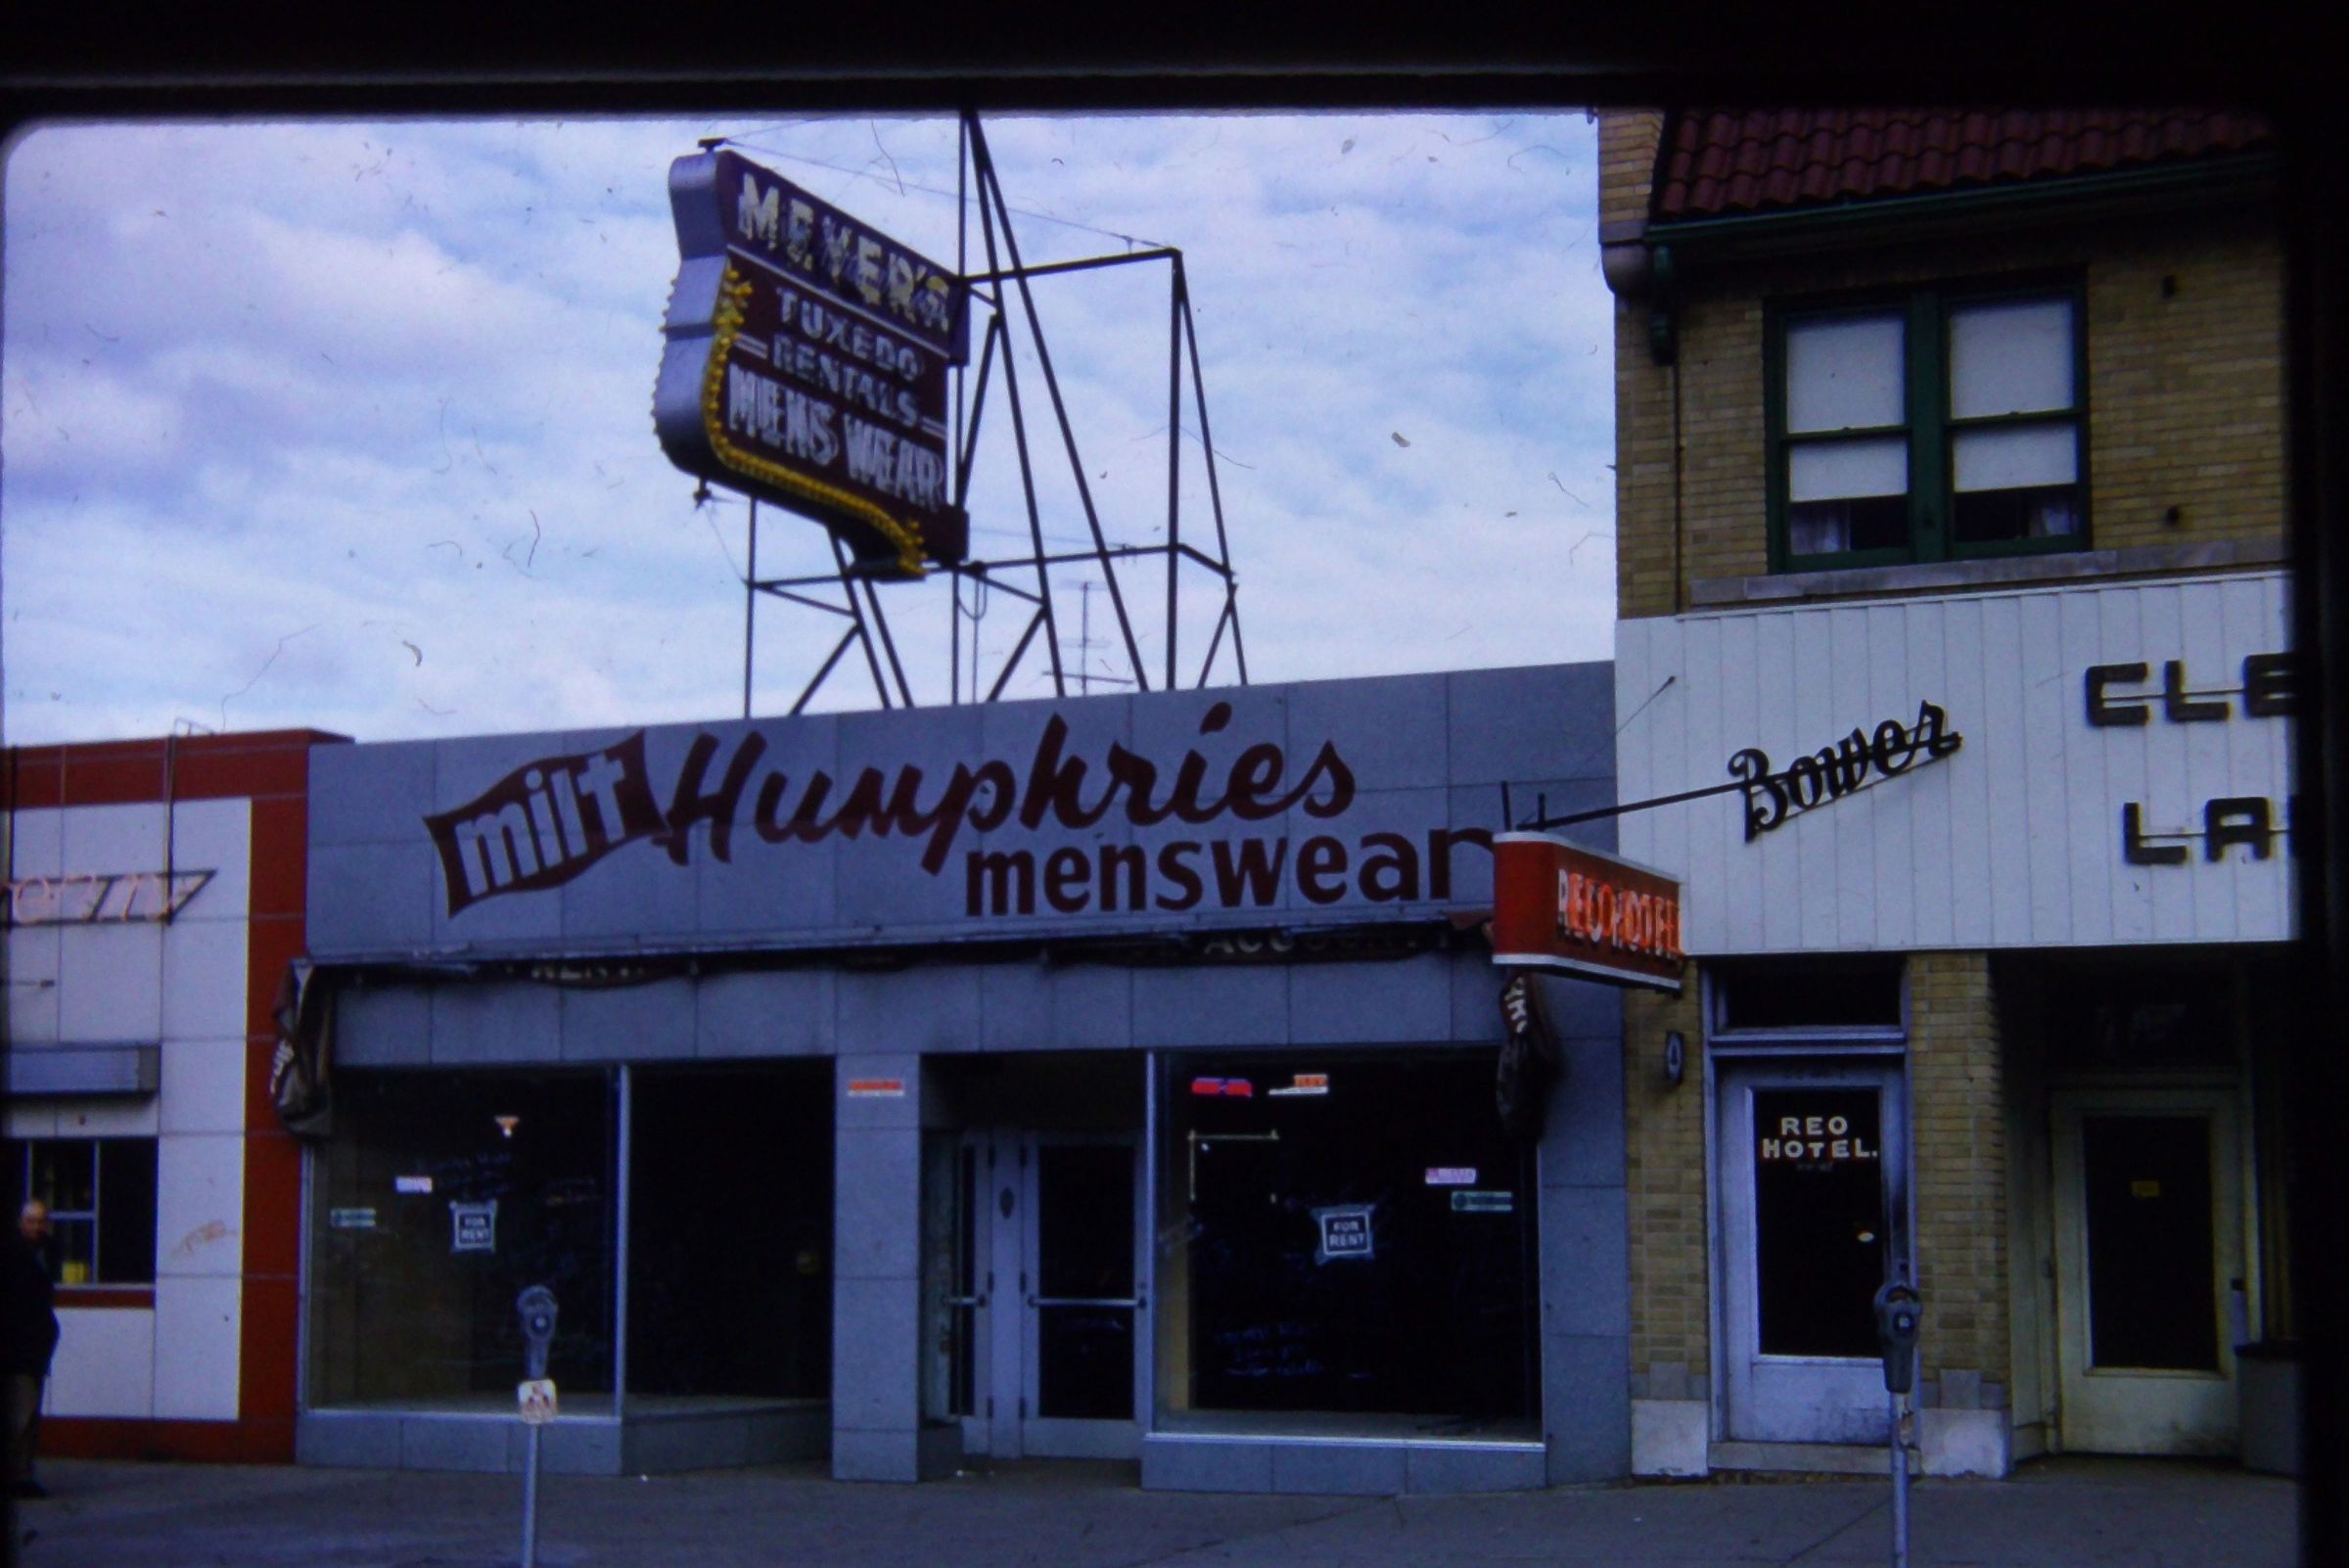 MEYER'S
TUXEDO
RENTALS
MENS WEAR
milt Humphries
menswear
Bower
CLE
LA
REO HOTEL
REO
HOTEL.
FOR
RENT
FOR
RENT